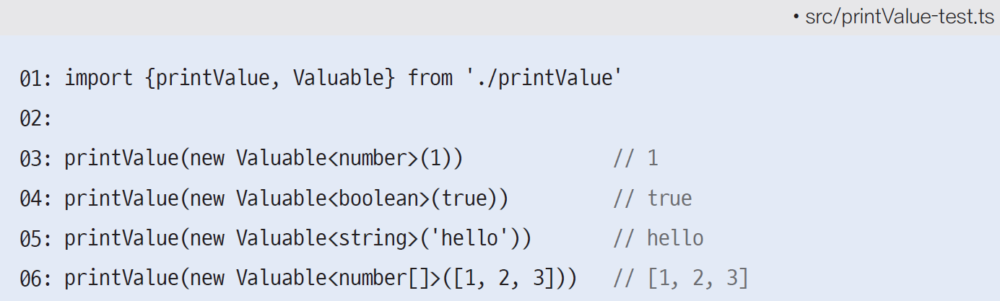 • src/printValue-test.ts
01: import {printValue, Valuable} from './printValue'
02:
03: printValue(new Valuable<number>(1)) // 1
04: printValue(new Valuable<boolean>(true)) // true
05: printValue(new Valuable<string>('hello')) // hello
06: printValue(new Valuable<number[]>([1, 2, 3])) // [1, 2, 3]